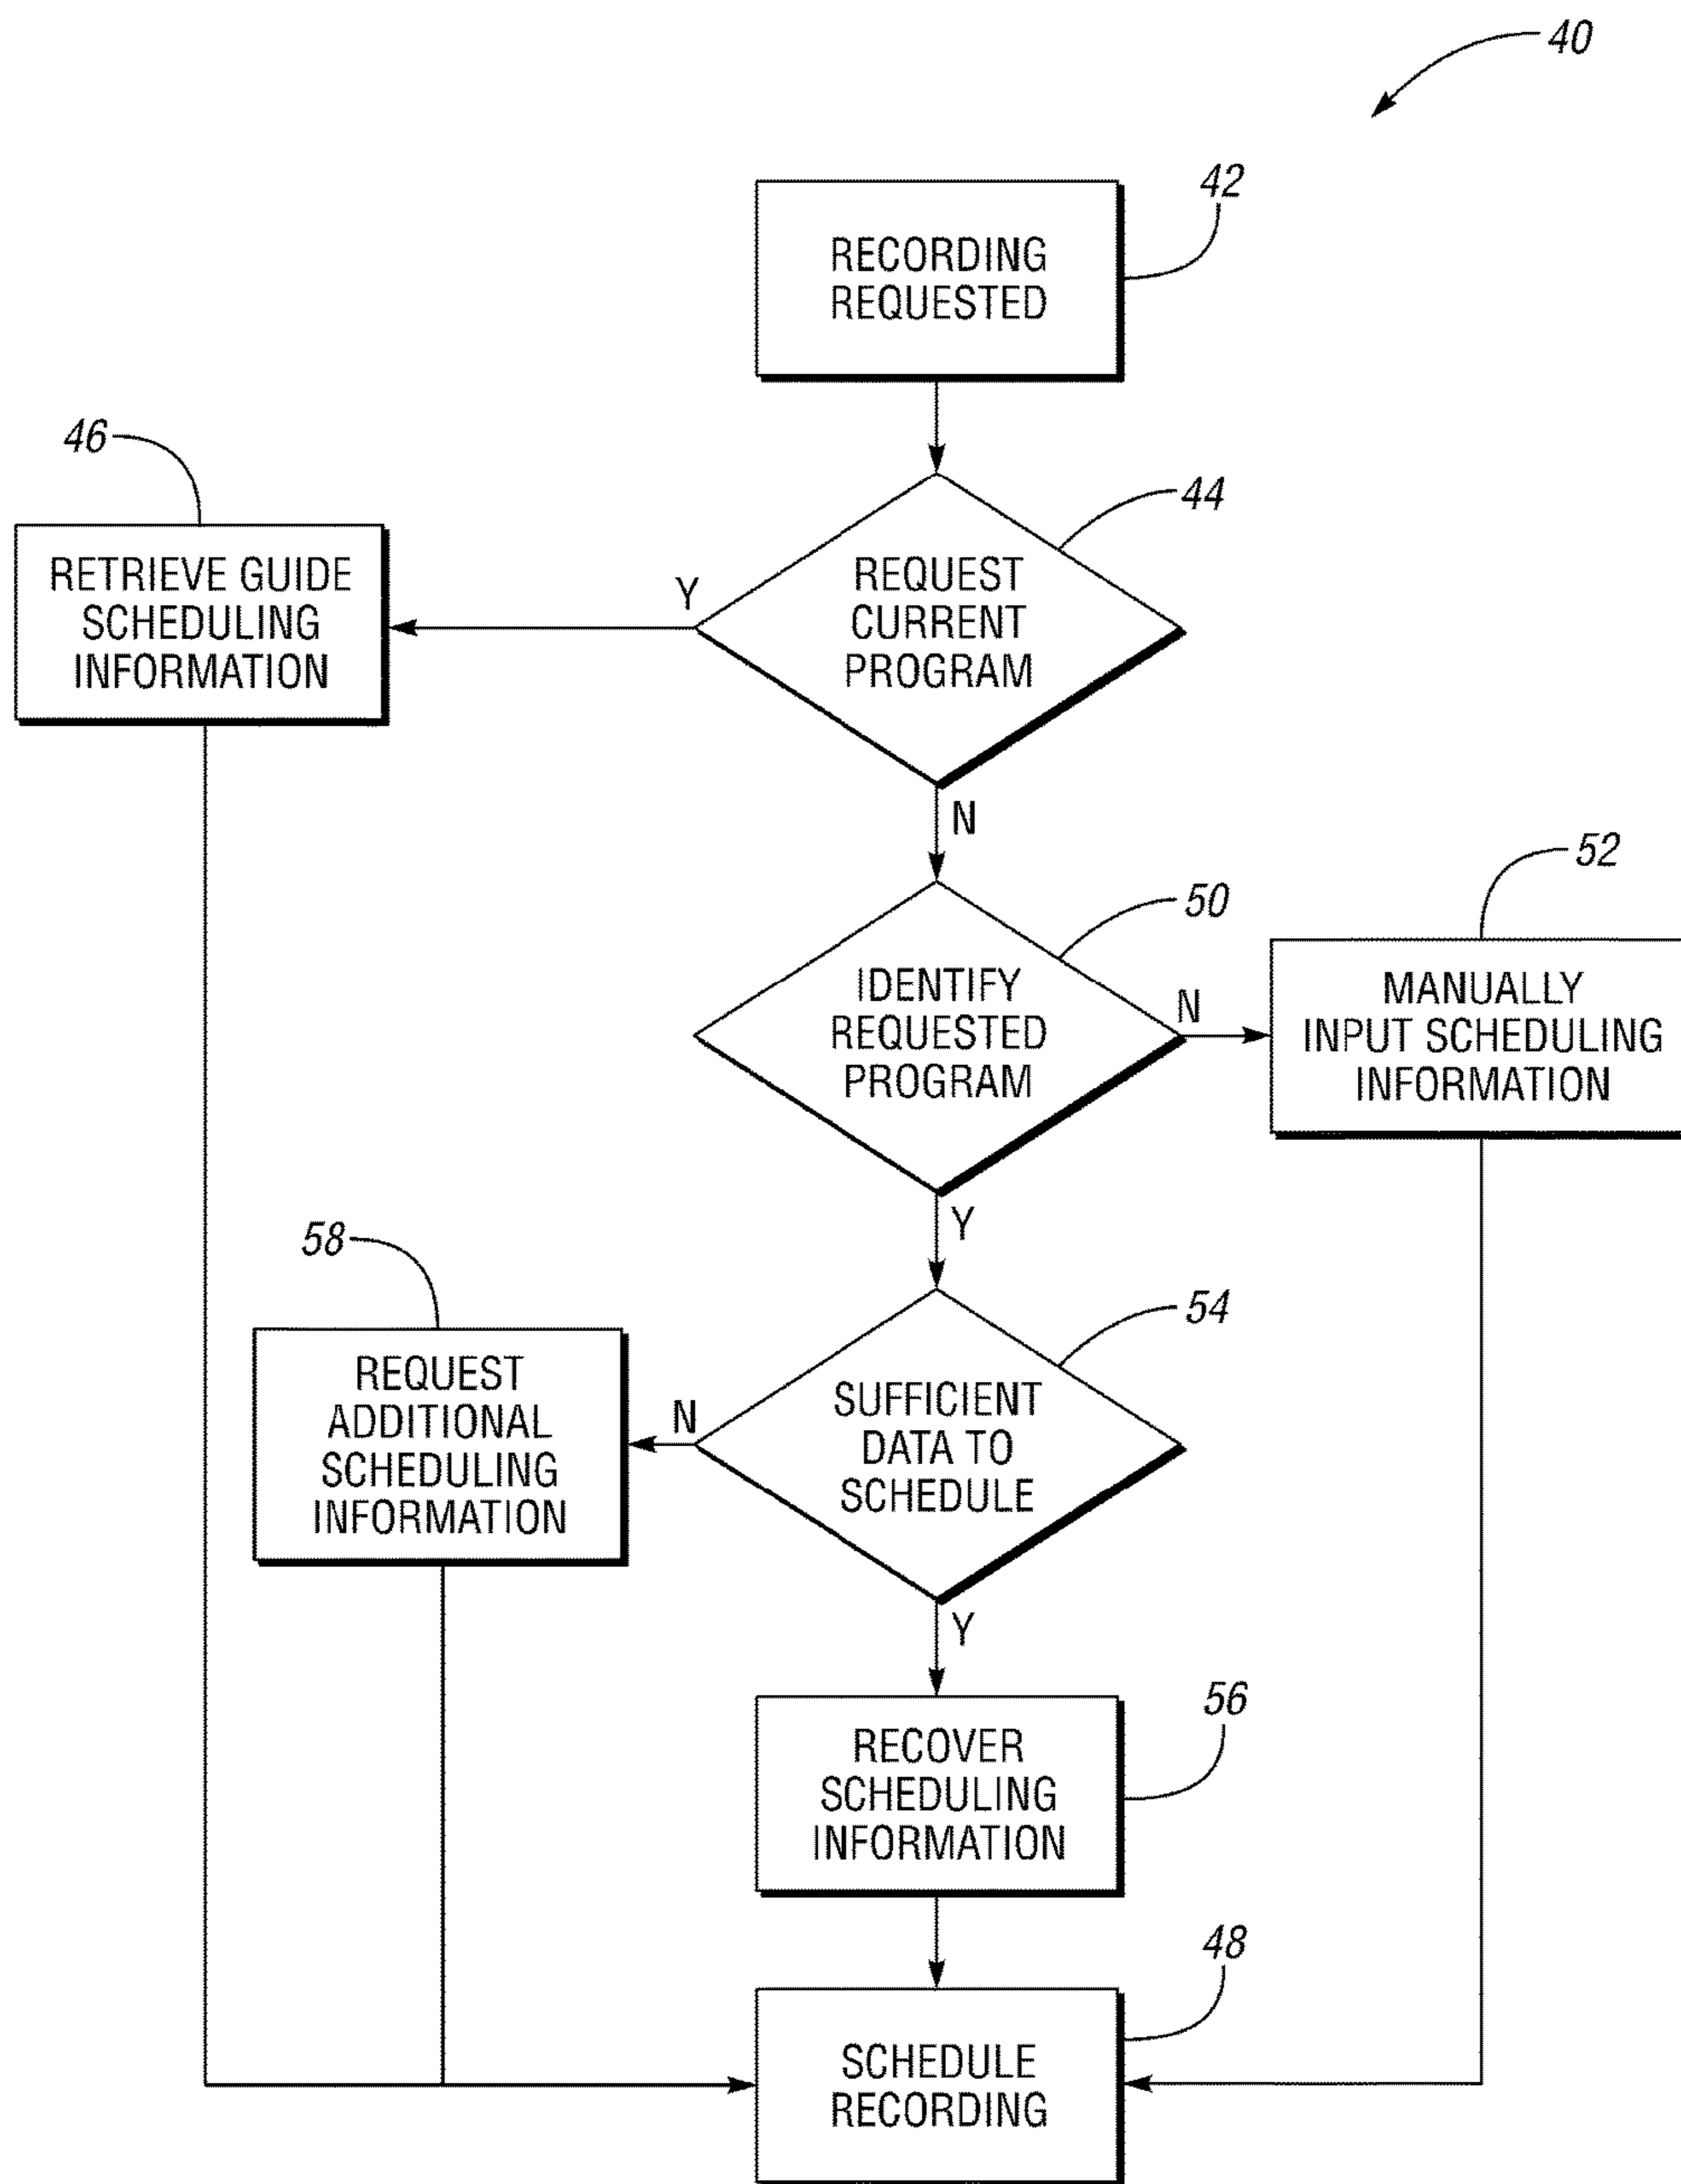 40
42
RECORDING
REQUESTED
46
44
RETRIEVE GUIDE
SCHEDULING
INFORMATION
Y
REQUEST
CURRENT
PROGRAM
N
50
52
IDENTIFY
REQUESTED
PROGRAM
N
MANUALLY
INPUT SCHEDULING
INFORMATION
Y
58
54
REQUEST
ADDITIONAL
SCHEDULING
INFORMATION
N
SUFFICIENT
DATA TO
SCHEDULE
Y
56
RECOVER
SCHEDULING
INFORMATION
48
SCHEDULE
RECORDING